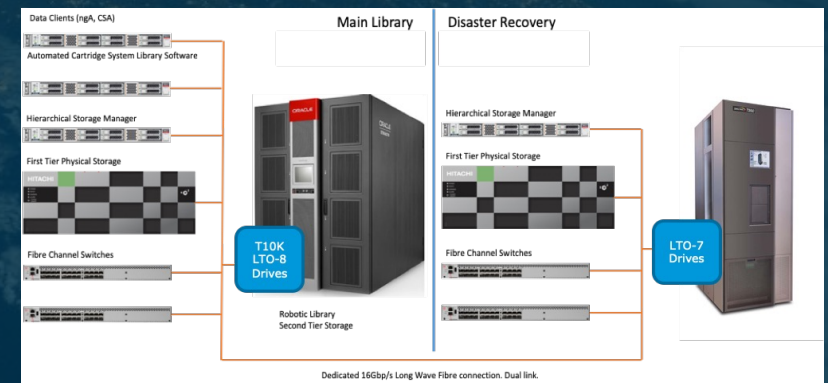 Main Library
Disaster Recovery
Data Clients (ngA, CSA)
Automated Cartridge System Library Software
Hierarchical Storage Manager
First Tier Physical Storage
HITACHI
Fibre Channel Switches
ORACLE
ORACLE
T10K
LTO-8
Drives
Robotic Library
Second Tier Storage
Hierarchical Storage Manager
First Tier Physical Storage
HITACHI
Fibre Channel Switches
LTO-7
Drives
Dedicated 16Gbp/s Long Wave Fibre connection. Dual link.